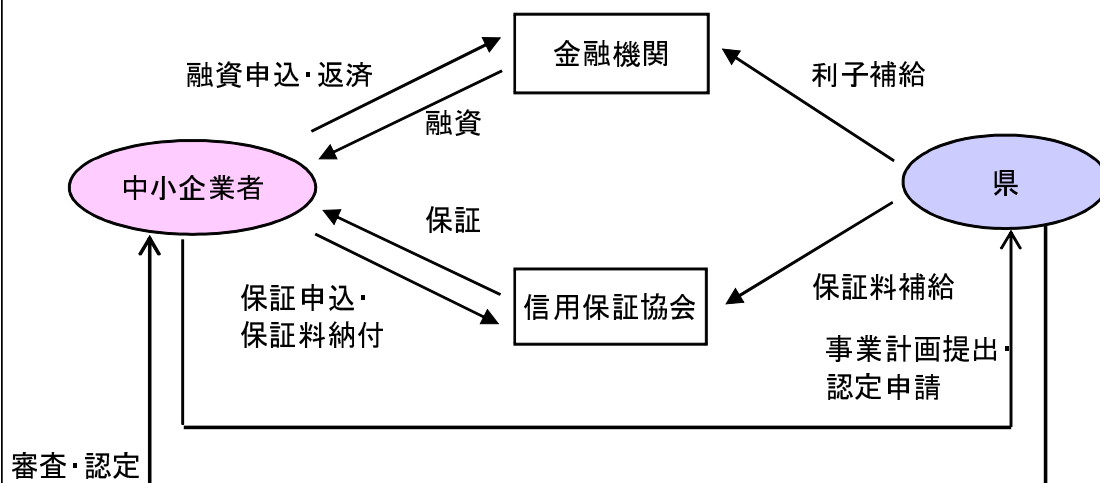 金融機関
融資申込・返済
利子補給
融資
中小企業者
県
保証
保証申込・
保証料納付
信用保証協会
保証料補給
事業計画提出・
認定申請
審査・認定